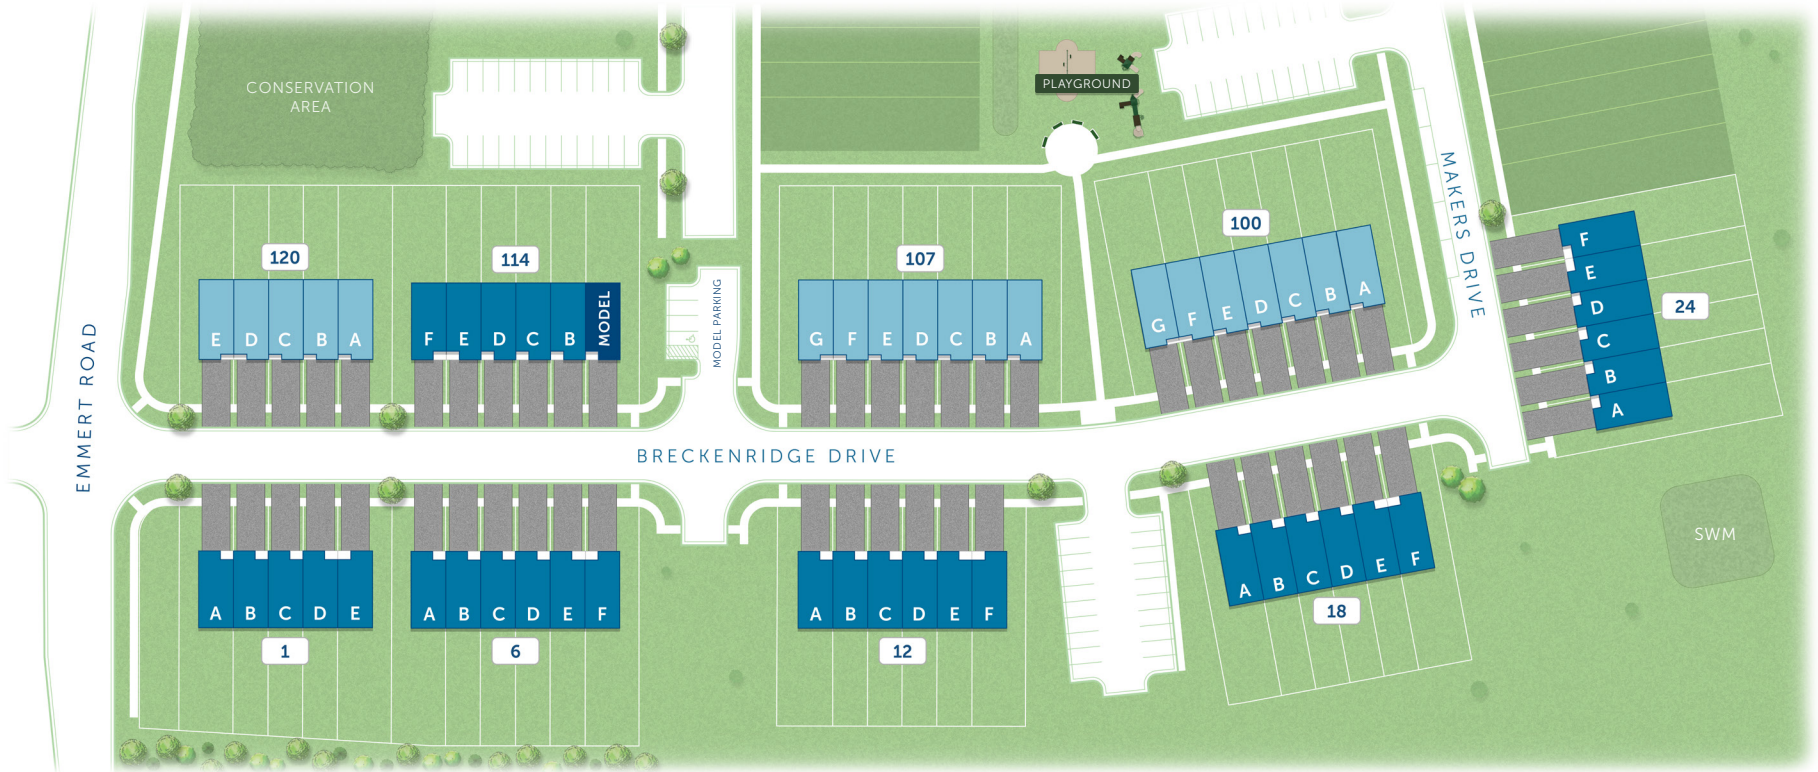 CONSERVATION
AREA
PLAYGROUND
EMMERT ROAD
BRECKENRIDGE DRIVE
MAKERS DRIVE
MODEL PARKING
120
E D C B A
114
F E D C B MODEL
107
G F E D C B A
100
G F E D C B A
F
E
D
C
B
A
24
A B C D E
1
A B C D E F
6
A B C D E F
12
A B C D E F
18
SWM